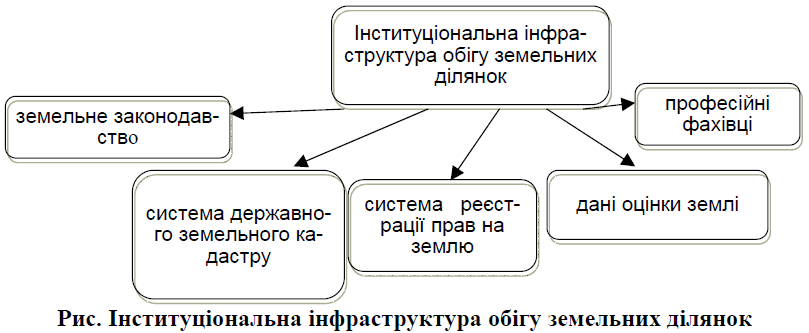 Інституціональна інфра-
структура обігу земельних
ділянок
земельне законодав-
ство
професійні
фахівці
система державно-
го земельного ка-
дастру
система реєст-
рації прав на
землю
дані оцінки землі
Рис. Інституціональна інфраструктура обігу земельних ділянок